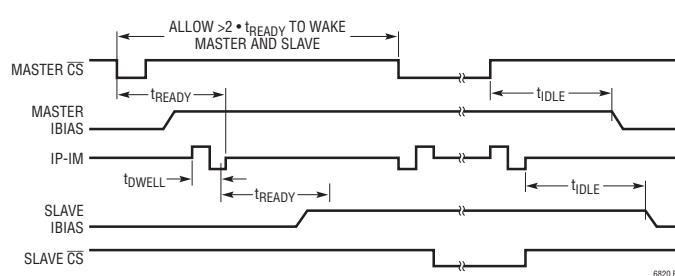 ALLOW >2 • tREADY TO WAKE
MASTER AND SLAVE
MASTER CS
tREADY
tIDLE
MASTER
IBIAS
IP-IM
tDWELL
tREADY
tIDLE
SLAVE
IBIAS
SLAVE CS